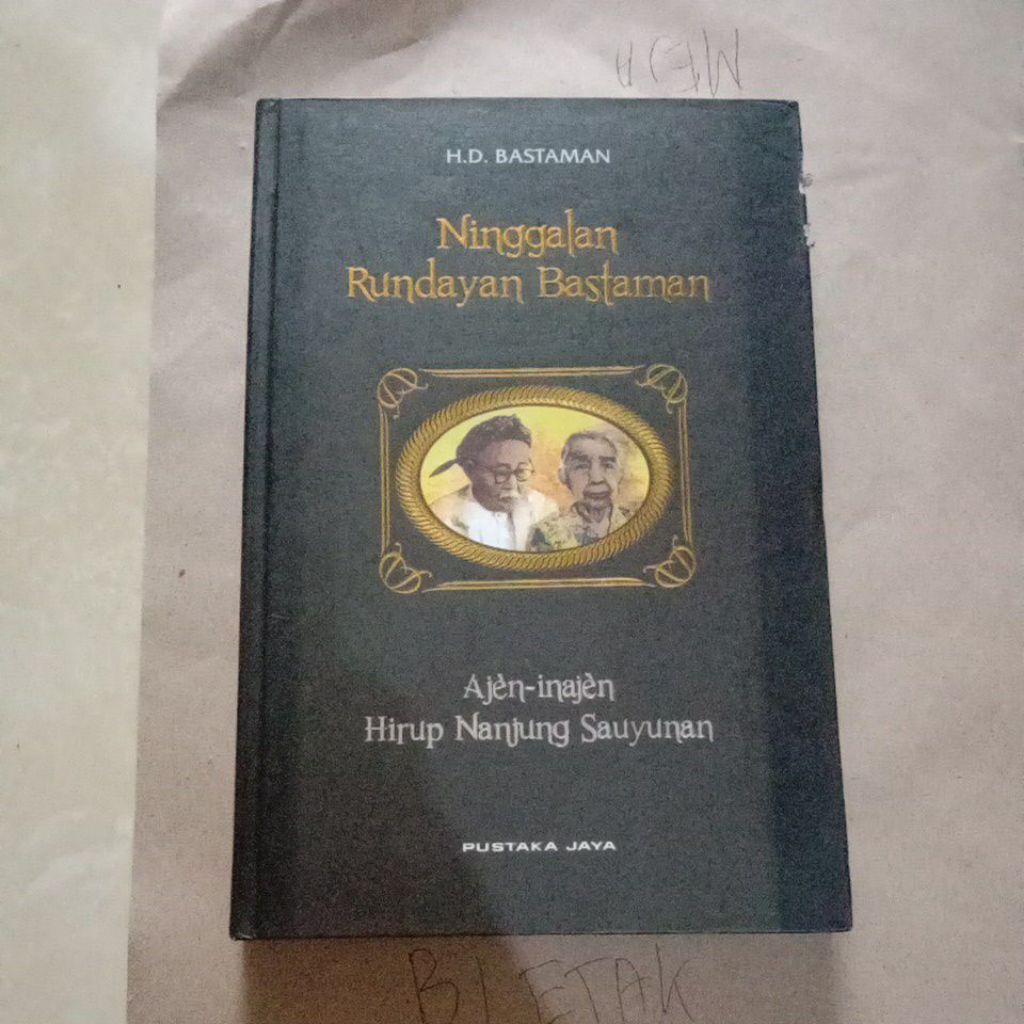 H.D. BASTAMAN
Ninggalan
Rundayan Bastaman
Ajèn-inajèn
Hirup Nanjung Sauyunan
PUSTAKA JAYA